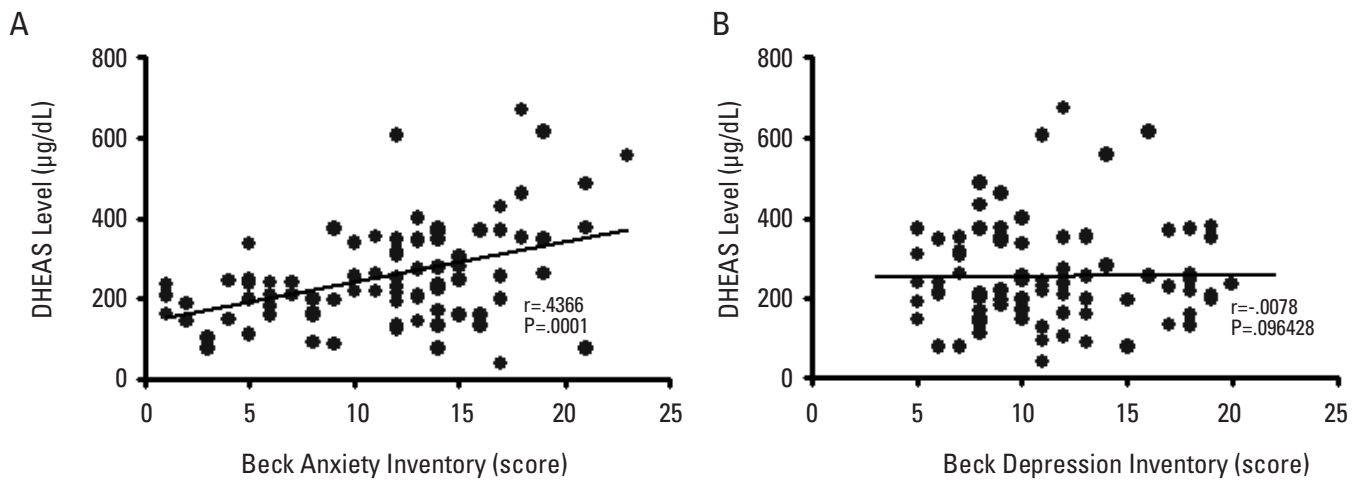 A
DHEAS Level (µg/dL)
800
600
400
200
0
r=.4366
P=.0001
0 5 10 15 20 25
Beck Anxiety Inventory (score)
B
DHEAS Level (µg/dL)
800
600
400
200
0
r=-.0078
P=.096428
0 5 10 15 20 25
Beck Depression Inventory (score)